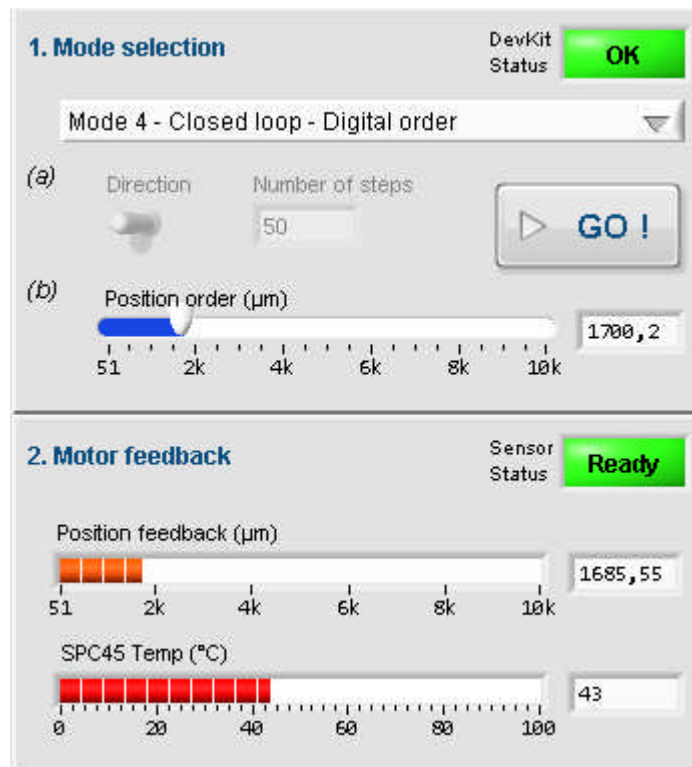 1. Mode selection
DevKit
Status
OK
Mode 4 - Closed loop - Digital order
(a)
Direction
Number of steps
50
GO !
(b)
Position order (µm)
1700,2
51 2k 4k 6k 8k 10k
2. Motor feedback
Sensor
Status
Ready
Position feedback (µm)
1685,55
51 2k 4k 6k 8k 10k
SPC45 Temp (°C)
43
0 20 40 60 80 100